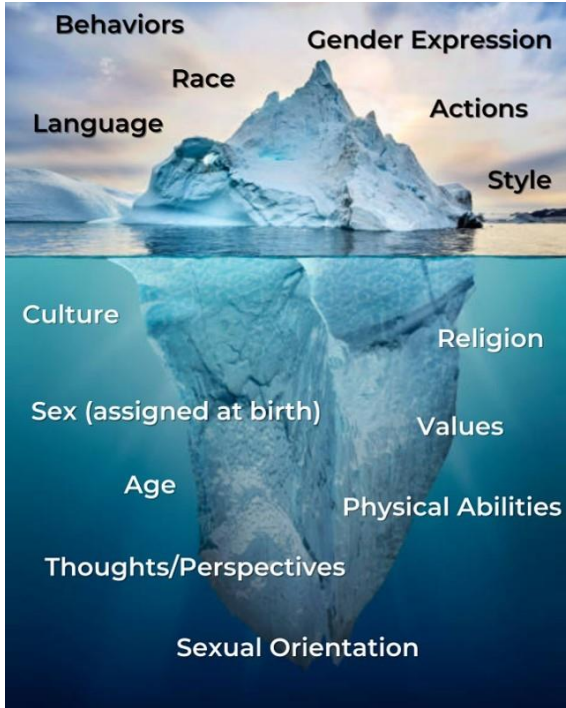 Behaviors
Gender Expression
Race
Actions
Language
Style
Culture
Religion
Sex (assigned at birth)
Values
Age
Physical Abilities
Thoughts/Perspectives
Sexual Orientation